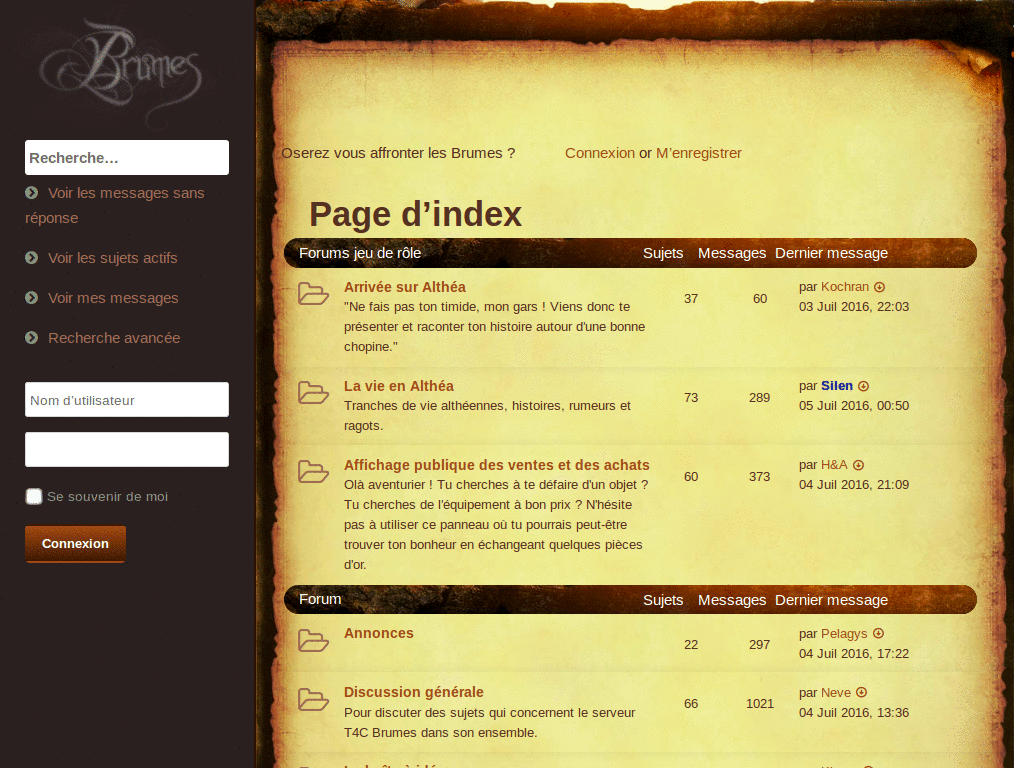 Brumes
Recherche…
Voir les messages sans
réponse
Voir les sujets actifs
Voir mes messages
Recherche avancée
Nom d’utilisateur
Se souvenir de moi
Connexion
Oserez vous affronter les Brumes ? Connexion or M’enregistrer
Page d’index
Forums jeu de rôle Sujets Messages Dernier message
Arrivée sur Althéa
"Ne fais pas ton timide, mon gars ! Viens donc te
présenter et raconter ton histoire autour d'une bonne
chopine."
37 60
par Kochran
03 Juil 2016, 22:03
La vie en Althéa
Tranches de vie althéennes, histoires, rumeurs et
ragots.
73 289
par Silen
05 Juil 2016, 00:50
Affichage publique des ventes et des achats
Olà aventurier ! Tu cherches à te défaire d'un objet ?
Tu cherches de l'équipement à bon prix ? N'hésite
pas à utiliser ce panneau où tu pourrais peut-être
trouver ton bonheur en échangeant quelques pièces
d'or.
60 373
par H&A
04 Juil 2016, 21:09
Forum Sujets Messages Dernier message
Annonces
22 297
par Pelagys
04 Juil 2016, 17:22
Discussion générale
Pour discuter des sujets qui concernent le serveur
T4C Brumes dans son ensemble.
66 1021
par Neve
04 Juil 2016, 13:36